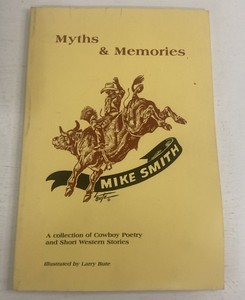 Myths
& Memories
MIKE SMITH
A collection of Cowboy Poetry
and Short Western Stories
Illustrated by Larry Bute